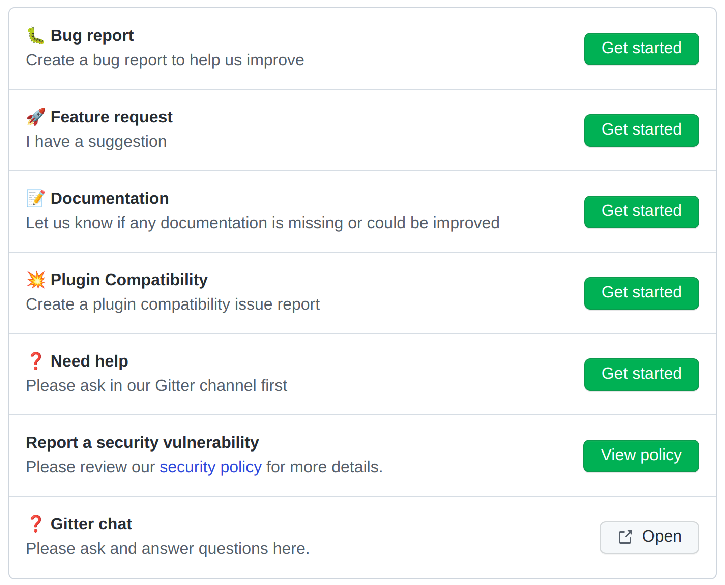 🐛 Bug report
Create a bug report to help us improve
Get started
🚀 Feature request
I have a suggestion
Get started
📝 Documentation
Let us know if any documentation is missing or could be improved
Get started
💥 Plugin Compatibility
Create a plugin compatibility issue report
Get started
❓ Need help
Please ask in our Gitter channel first
Get started
Report a security vulnerability
Please review our security policy for more details.
View policy
❓ Gitter chat
Please ask and answer questions here.
Open